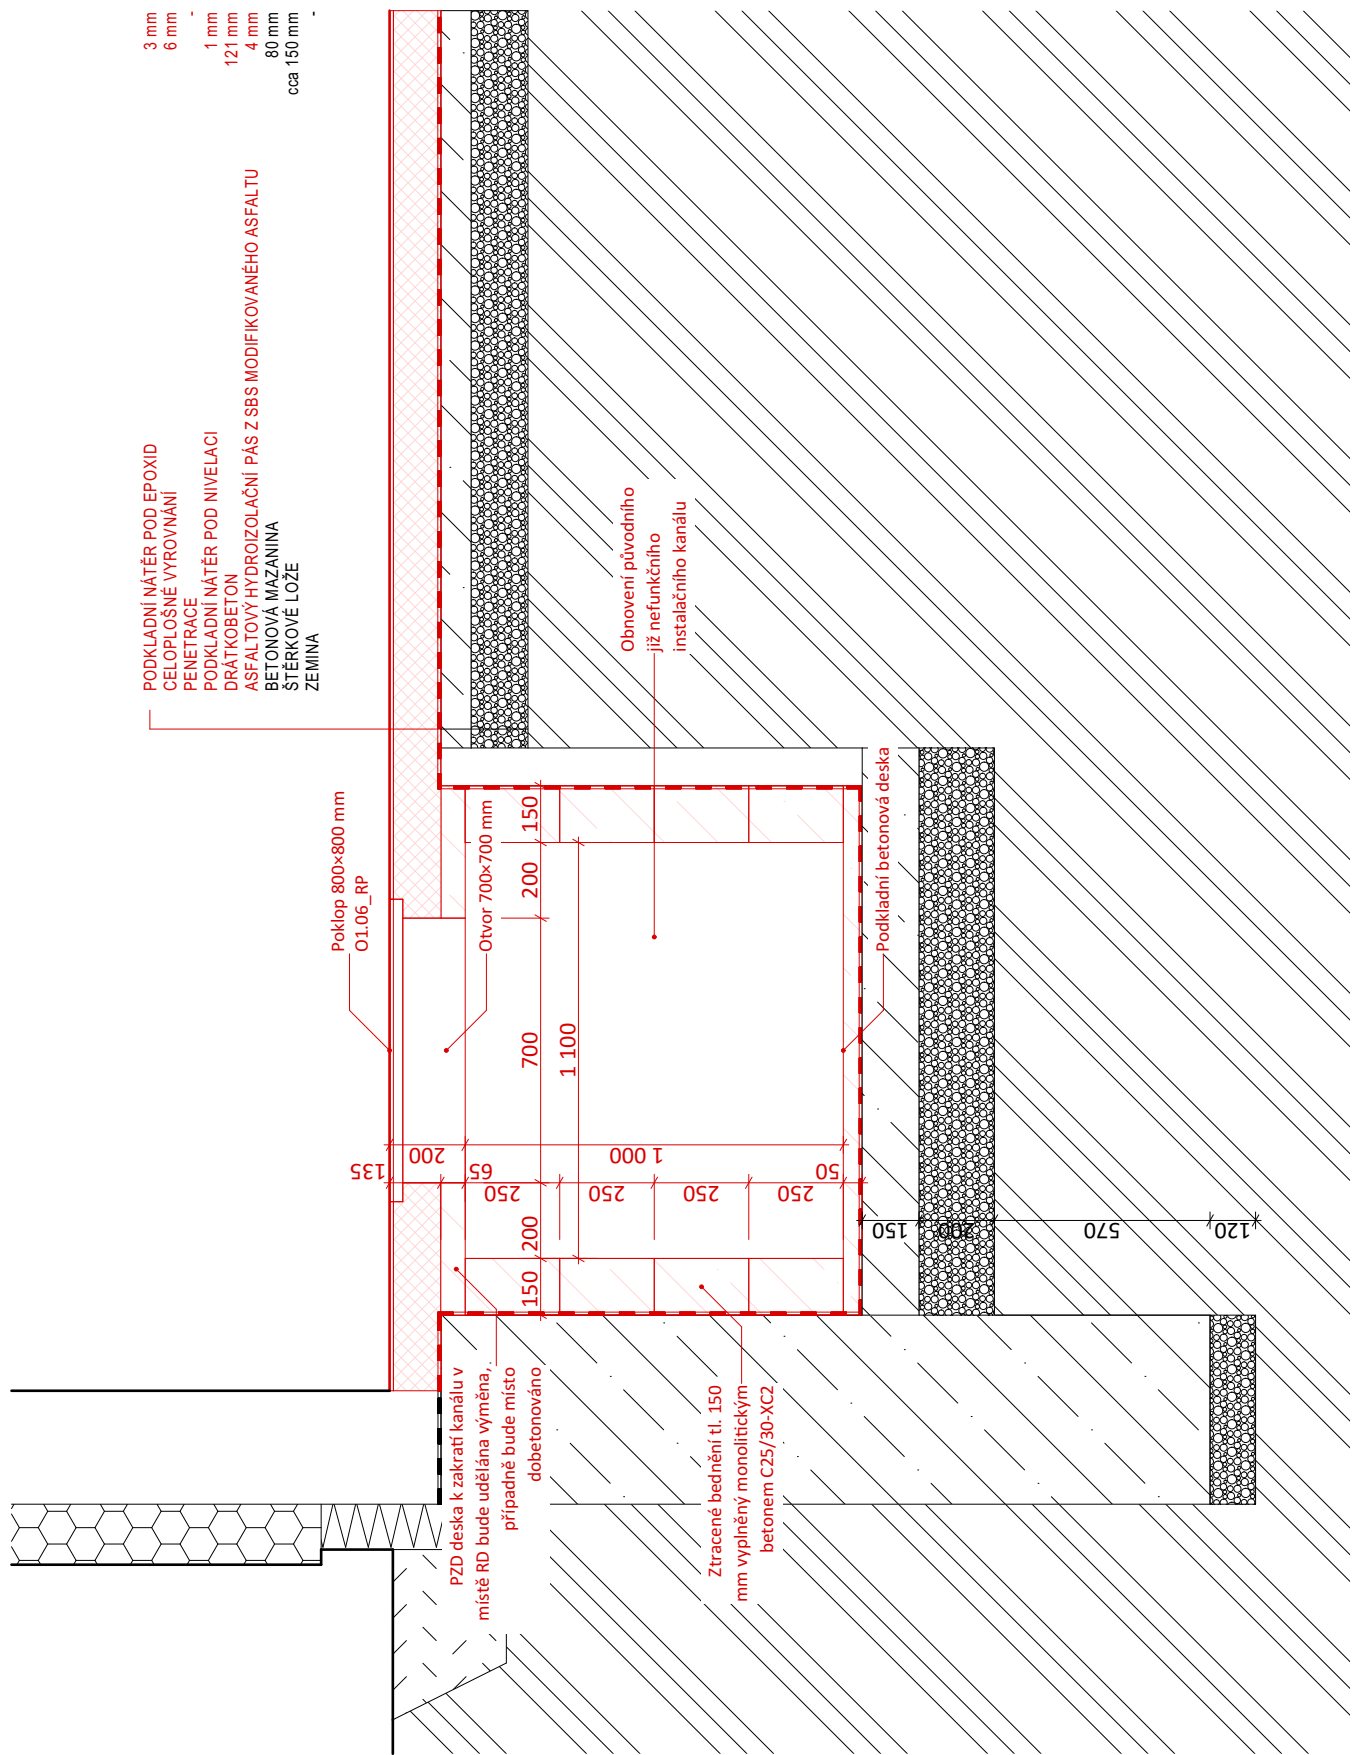 PODKLADNÍ NÁTĚR POD EPOXID 3 mm
CELOPLOŠNÉ VYROVNÁNÍ 6 mm
PENETRACE -
PODKLADNÍ NÁTĚR POD NIVELACI 1 mm
DRÁTKOBETON 121 mm
ASFALTOVÝ HYDROIZOLAČNÍ PÁS Z SBS MODIFIKOVANÉHO ASFALTU 4 mm
BETONOVÁ MAZANINA 80 mm
ŠTĚRKOVÉ LOŽE cca 150 mm
ZEMINA -
Poklop 800×800 mm
O1.06_RP
Otvor 700×700 mm
Obnovení původního
již nefunkčního
instalačního kanálu
Podkladní betonová deska
PZD deska k zakratí kanálu v
místě RD bude udělána výměna,
případně bude místo
dobetonováno
Ztracené bednění tl. 150
mm vyplněný monolitickým
betonem C25/30-XC2
150
200
700
200
150
1 100
135
65
250
250
250
250
50
200
1 000
150
200
570
120